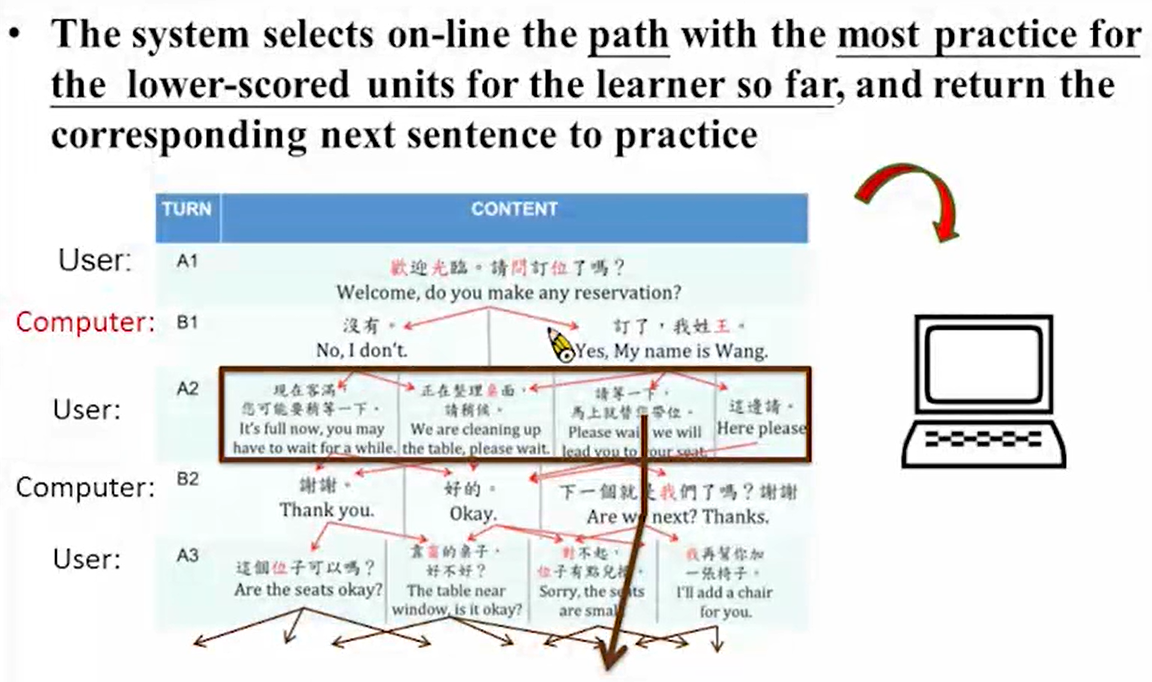 • The system selects on-line the path with the most practice for
the lower-scored units for the learner so far, and return the
corresponding next sentence to practice
TURN CONTENT
User: A1 歡迎光臨。請問訂位了嗎？
Welcome, do you make any reservation?
Computer: B1 沒有。 訂了，我姓王。
No, I don't. Yes, My name is Wang.
User: A2
現在客滿，
您可能要稍等一下。
It's full now, you may
have to wait for a while.
正在整理桌面，
請稍候。
We are cleaning up
the table, please wait.
請等一下，
馬上就替您帶位。
Please wait we will
lead you to your seat.
這邊請。
Here please
Computer: B2
謝謝。
Thank you.
好的。
Okay.
下一個就是我們了嗎？謝謝
Are we next? Thanks.
User: A3
這個位子可以嗎？
Are the seats okay?
靠窗的桌子，
好不好？
The table near
window, is it okay?
對不起，
位子有點兒
Sorry, the seats
are small
我再幫你加
一張椅子。
I'll add a chair
for you.